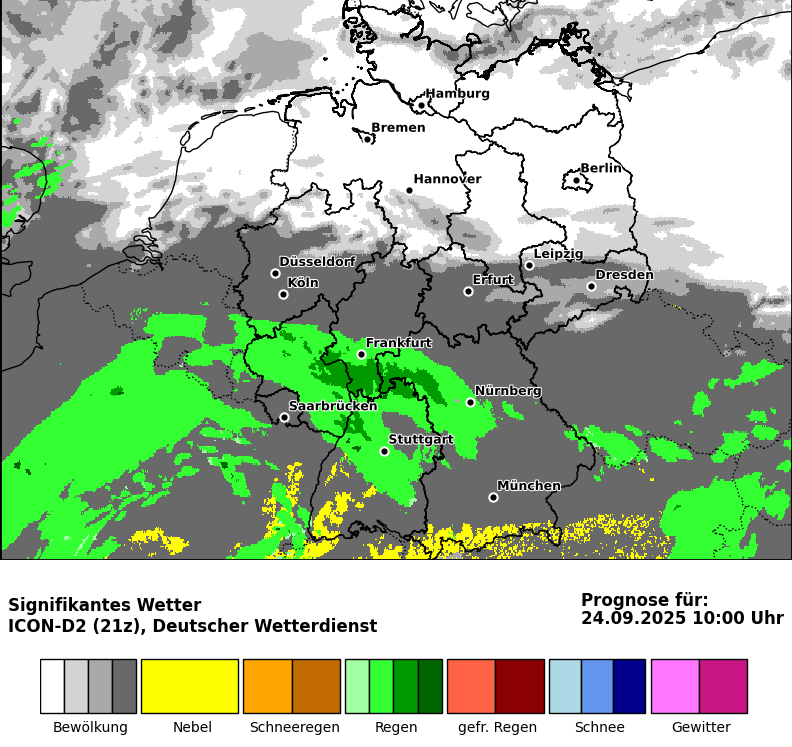 Hamburg
Bremen
Berlin
Hannover
Leipzig
Düsseldorf
Dresden
Köln
Erfurt
Frankfurt
Nürnberg
Saarbrücken
Stuttgart
München
Signifikantes Wetter
ICON-D2 (21z), Deutscher Wetterdienst
Prognose für:
24.09.2025 10:00 Uhr
Bewölkung
Nebel
Schneeregen
Regen
gefr. Regen
Schnee
Gewitter